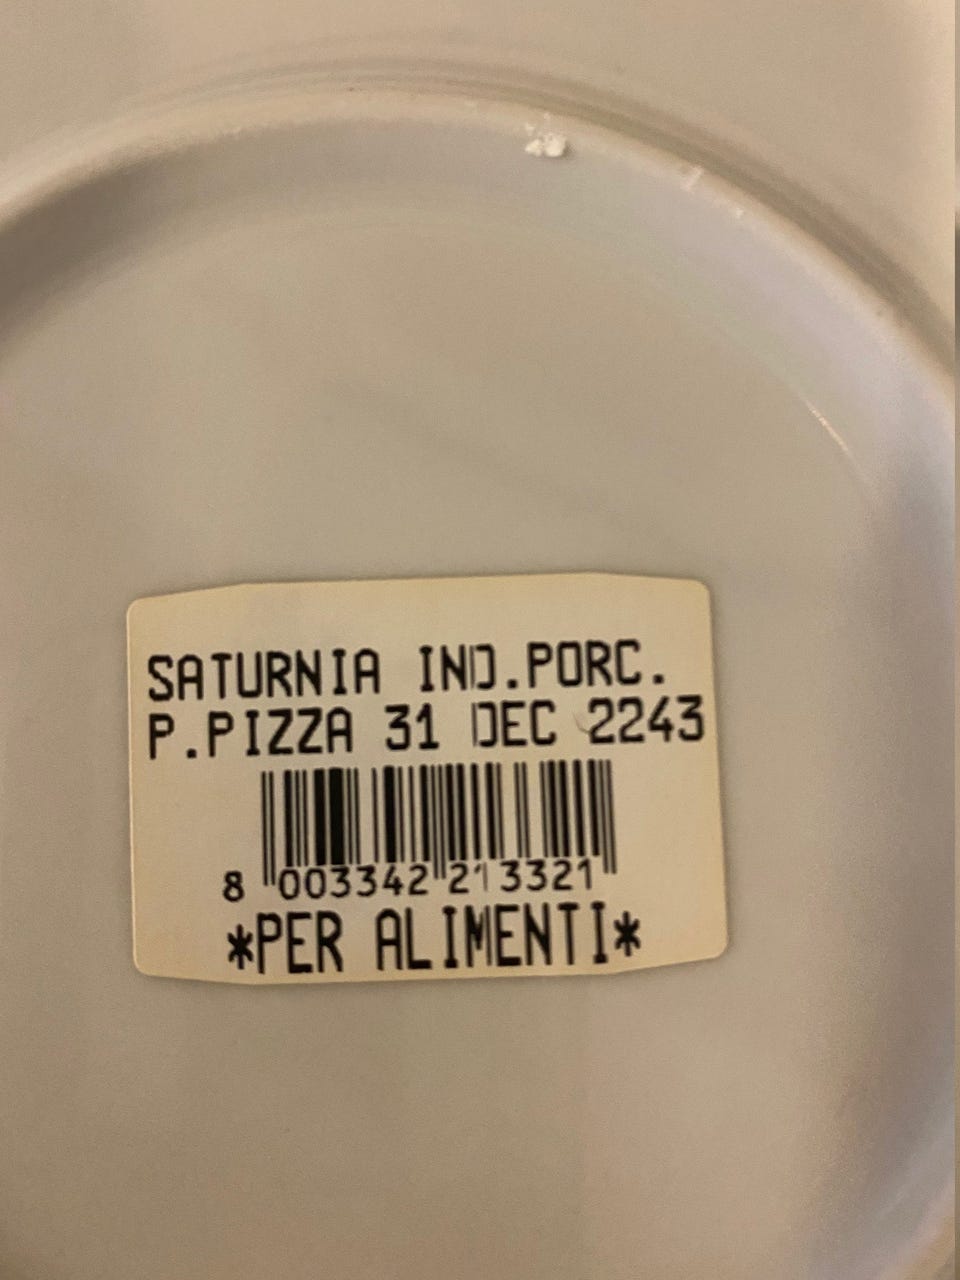 SATURNIA IND.PORC.
P.PIZZA 31 DEC 2243
8 003342 213321
*PER ALIMENTI*